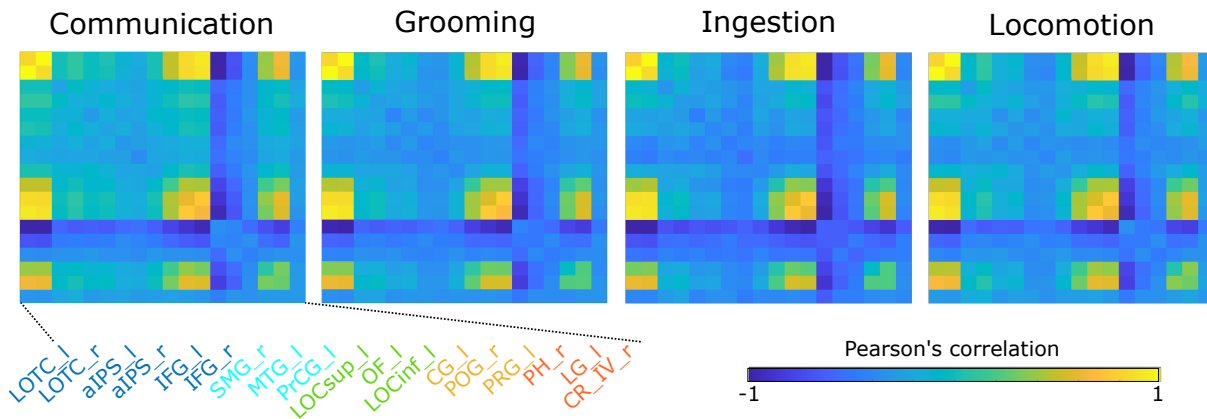 Communication
Grooming
Ingestion
Locomotion
LOTC_l
LOTC_r
aIPS_l
aIPS_r
IFG_l
IFG_r
SMG_r
MTG_l
PrCG_l
LOCsup_l
OF_l
LOCinf_l
CG_l
POG_r
PRG_l
PH_r
LG_l
CR_IV_r
Pearson's correlation
-1 1